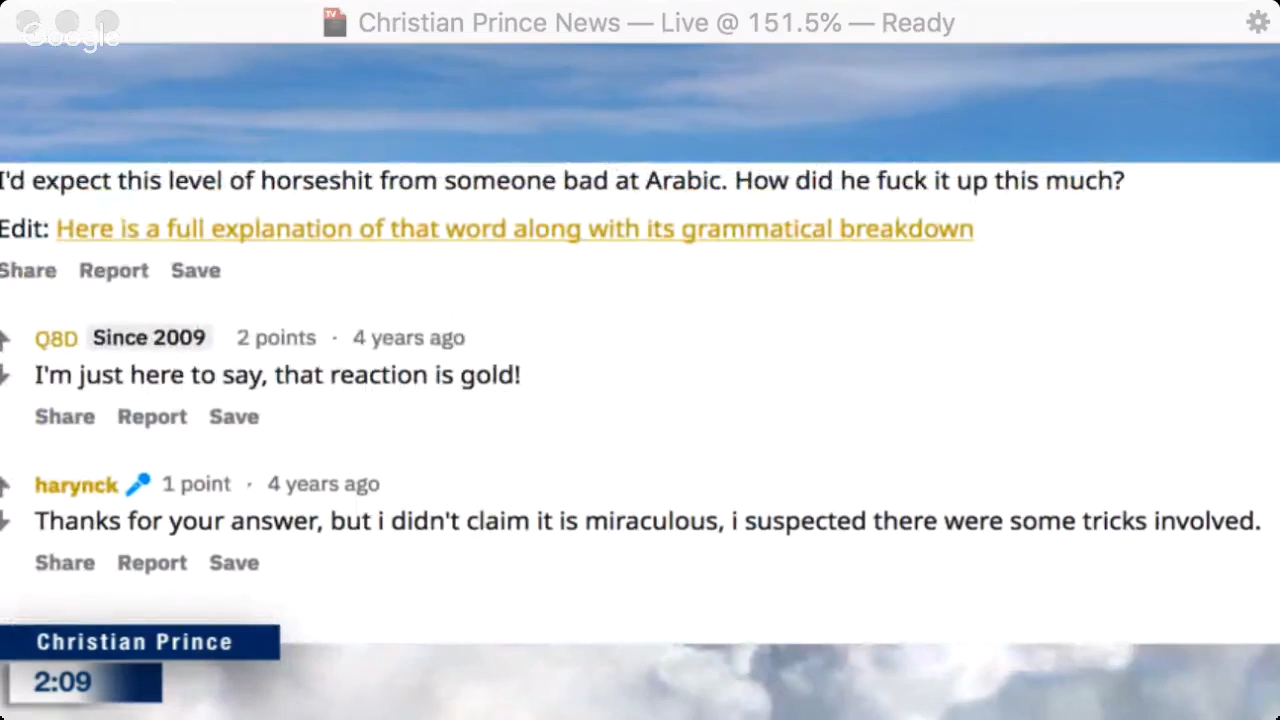 Christian Prince News — Live @ 151.5% — Ready
Google
I'd expect this level of horseshit from someone bad at Arabic. How did he fuck it up this much?
Edit: Here is a full explanation of that word along with its grammatical breakdown
Share Report Save
Q8D Since 2009 2 points · 4 years ago
I'm just here to say, that reaction is gold!
Share Report Save
harynck 1 point · 4 years ago
Thanks for your answer, but i didn't claim it is miraculous, i suspected there were some tricks involved.
Share Report Save
Christian Prince
2:09